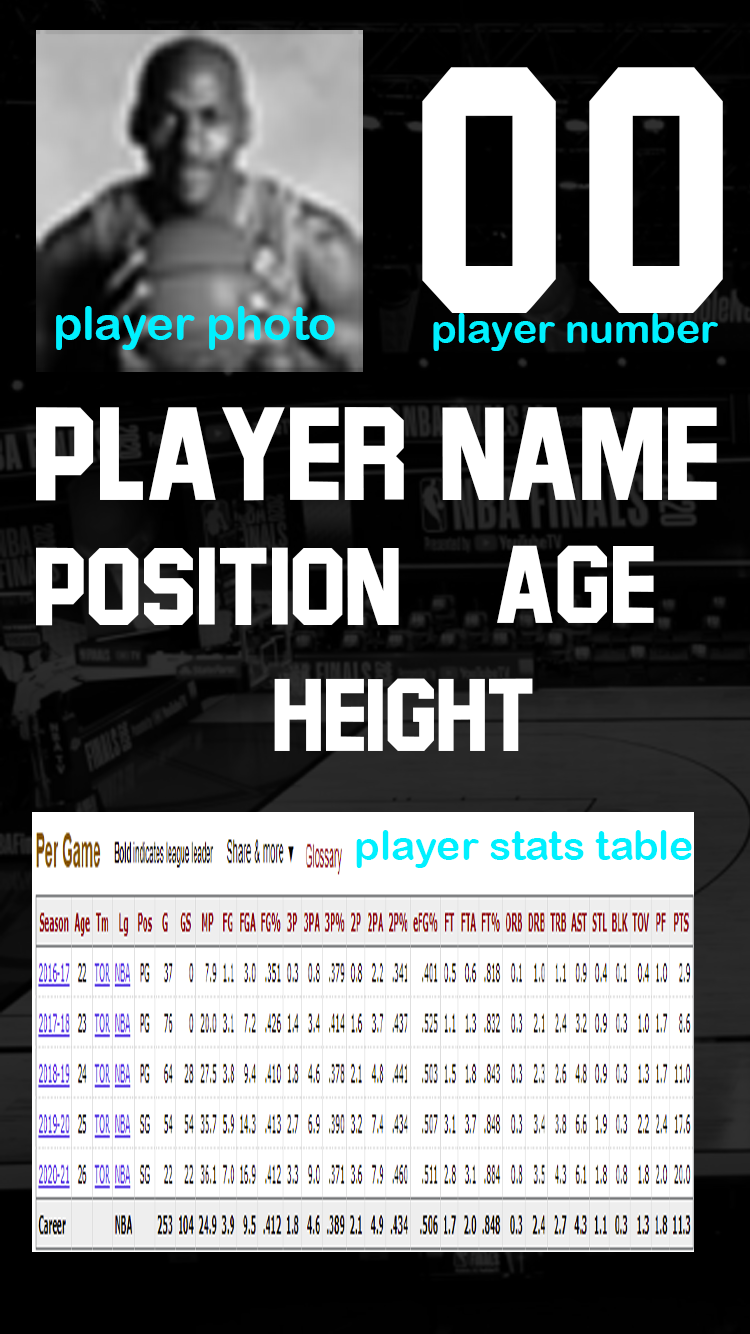 00
player photo
player number
PLAYER NAME
NBA FINALS
POSITION AGE
HEIGHT
Per Game Bold indicates league leader Share & more ▼ Glossary player stats table
Season Age Tm Lg Pos G GS MP FG FGA FG% 3P 3PA 3P% 2P 2PA 2P% eFG% FT FTA FT% ORB DRB TRB AST STL BLK TOV PF PTS
2016-17 22 TOR NBA PG 37 0 7.9 1.1 3.0 .351 0.3 0.8 .379 0.8 2.2 .341 .401 0.5 0.6 .818 0.1 1.0 1.1 0.9 0.4 0.1 0.4 1.0 2.9
2017-18 23 TOR NBA PG 76 0 20.0 3.1 7.2 .426 1.4 3.4 .414 1.6 3.7 .437 .525 1.1 1.3 .832 0.3 2.1 2.4 3.2 0.9 0.3 1.0 1.7 8.6
2018-19 24 TOR NBA PG 64 28 27.5 3.8 9.4 .410 1.8 4.6 .378 2.1 4.8 .441 .503 1.5 1.8 .843 0.3 2.3 2.6 4.8 0.9 0.3 1.3 1.7 11.0
2019-20 25 TOR NBA SG 54 54 35.7 5.9 14.3 .413 2.7 6.9 .390 3.2 7.4 .434 .507 3.1 3.7 .848 0.3 3.4 3.8 6.6 1.9 0.3 2.2 2.4 17.6
2020-21 26 TOR NBA SG 22 22 36.1 7.0 16.9 .412 3.3 9.0 .371 3.6 7.9 .460 .511 2.8 3.1 .884 0.8 3.5 4.3 6.1 1.8 0.8 1.8 2.0 20.0
Career NBA 253 104 24.9 3.9 9.5 .412 1.8 4.6 .389 2.1 4.9 .434 .506 1.7 2.0 .848 0.3 2.4 2.7 4.3 1.1 0.3 1.3 1.8 11.3